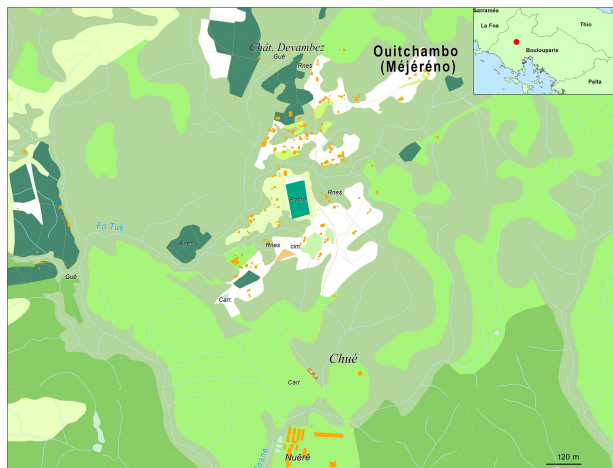 Sarraméa
La Foa
Thio
Boulouparis
Païta
Chât. Devambez
Gué
Rnes
Ouitchambo
(Méjéréno)
Rnes
Fo Tué
Rnes
Rnes
cim.
Gué
Carr.
Chué
Carr.
Nuéré
120 m